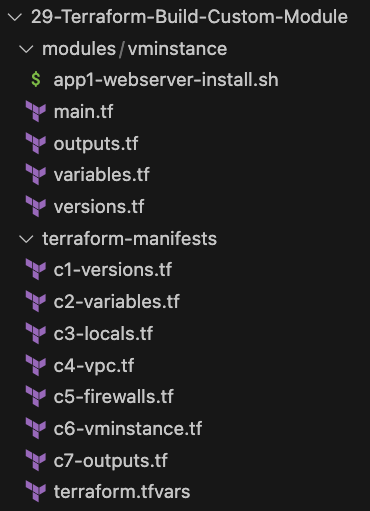 29-Terraform-Build-Custom-Module
modules/vminstance
$ app1-webserver-install.sh
main.tf
outputs.tf
variables.tf
versions.tf
terraform-manifests
c1-versions.tf
c2-variables.tf
c3-locals.tf
c4-vpc.tf
c5-firewalls.tf
c6-vminstance.tf
c7-outputs.tf
terraform.tfvars